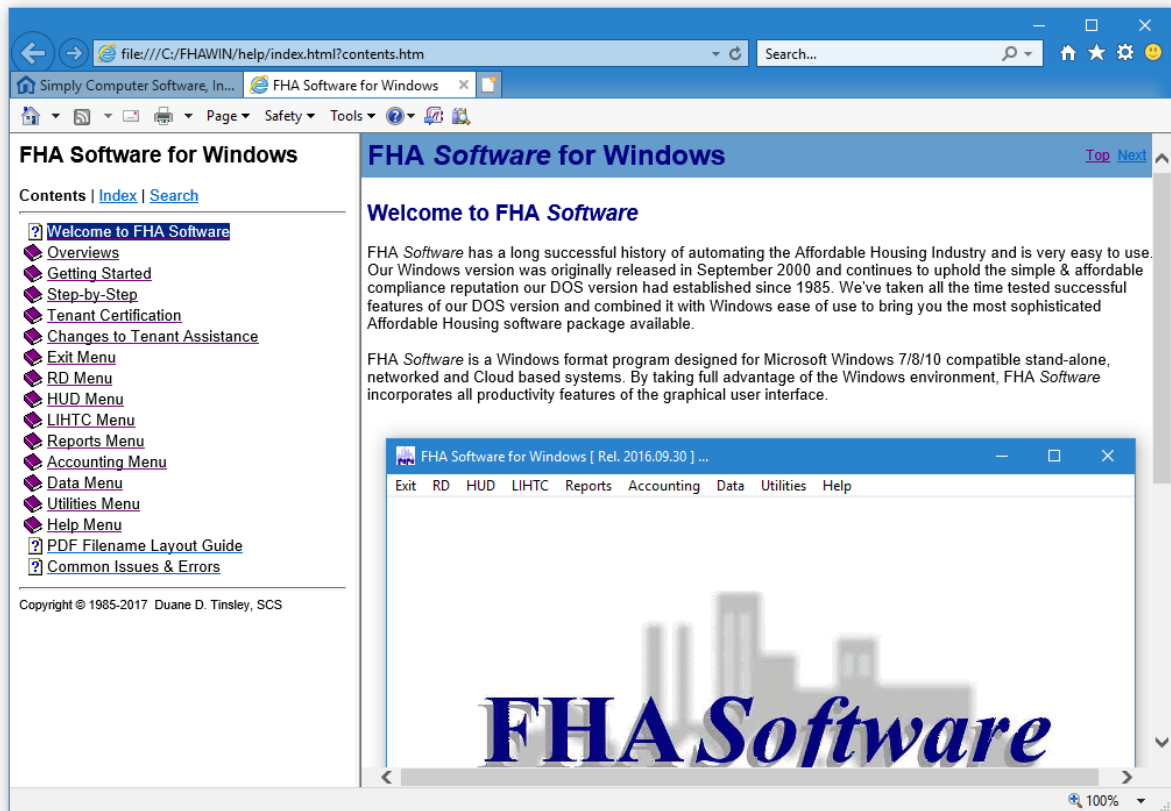 file:///C:/FHAWIN/help/index.html?contents.htm
Search...
Simply Computer Software, In...
FHA Software for Windows
Page
Safety
Tools
FHA Software for Windows
Contents | Index | Search
Welcome to FHA Software
Overviews
Getting Started
Step-by-Step
Tenant Certification
Changes to Tenant Assistance
Exit Menu
RD Menu
HUD Menu
LIHTC Menu
Reports Menu
Accounting Menu
Data Menu
Utilities Menu
Help Menu
PDF Filename Layout Guide
Common Issues & Errors
Copyright © 1985-2017 Duane D. Tinsley, SCS
FHA Software for Windows
Top Next
Welcome to FHA Software
FHA Software has a long successful history of automating the Affordable Housing Industry and is very easy to use.
Our Windows version was originally released in September 2000 and continues to uphold the simple & affordable
compliance reputation our DOS version had established since 1985. We've taken all the time tested successful
features of our DOS version and combined it with Windows ease of use to bring you the most sophisticated
Affordable Housing software package available.
FHA Software is a Windows format program designed for Microsoft Windows 7/8/10 compatible stand-alone,
networked and Cloud based systems. By taking full advantage of the Windows environment, FHA Software
incorporates all productivity features of the graphical user interface.
FHA Software for Windows [ Rel. 2016.09.30 ] ...
Exit RD HUD LIHTC Reports Accounting Data Utilities Help
FHA Software
100%